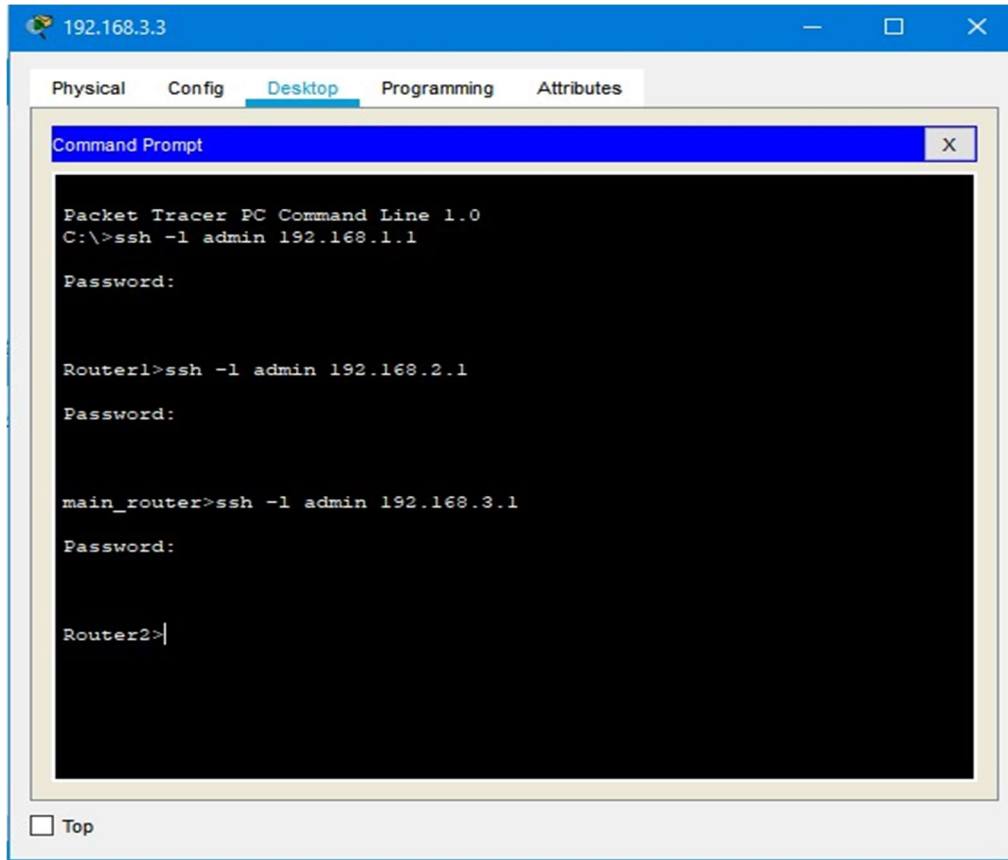 192.168.3.3
Physical Config Desktop Programming Attributes
Command Prompt X
Packet Tracer PC Command Line 1.0
C:\>ssh -l admin 192.168.1.1
Password:
Router1>ssh -l admin 192.168.2.1
Password:
main_router>ssh -l admin 192.168.3.1
Password:
Router2>
Top